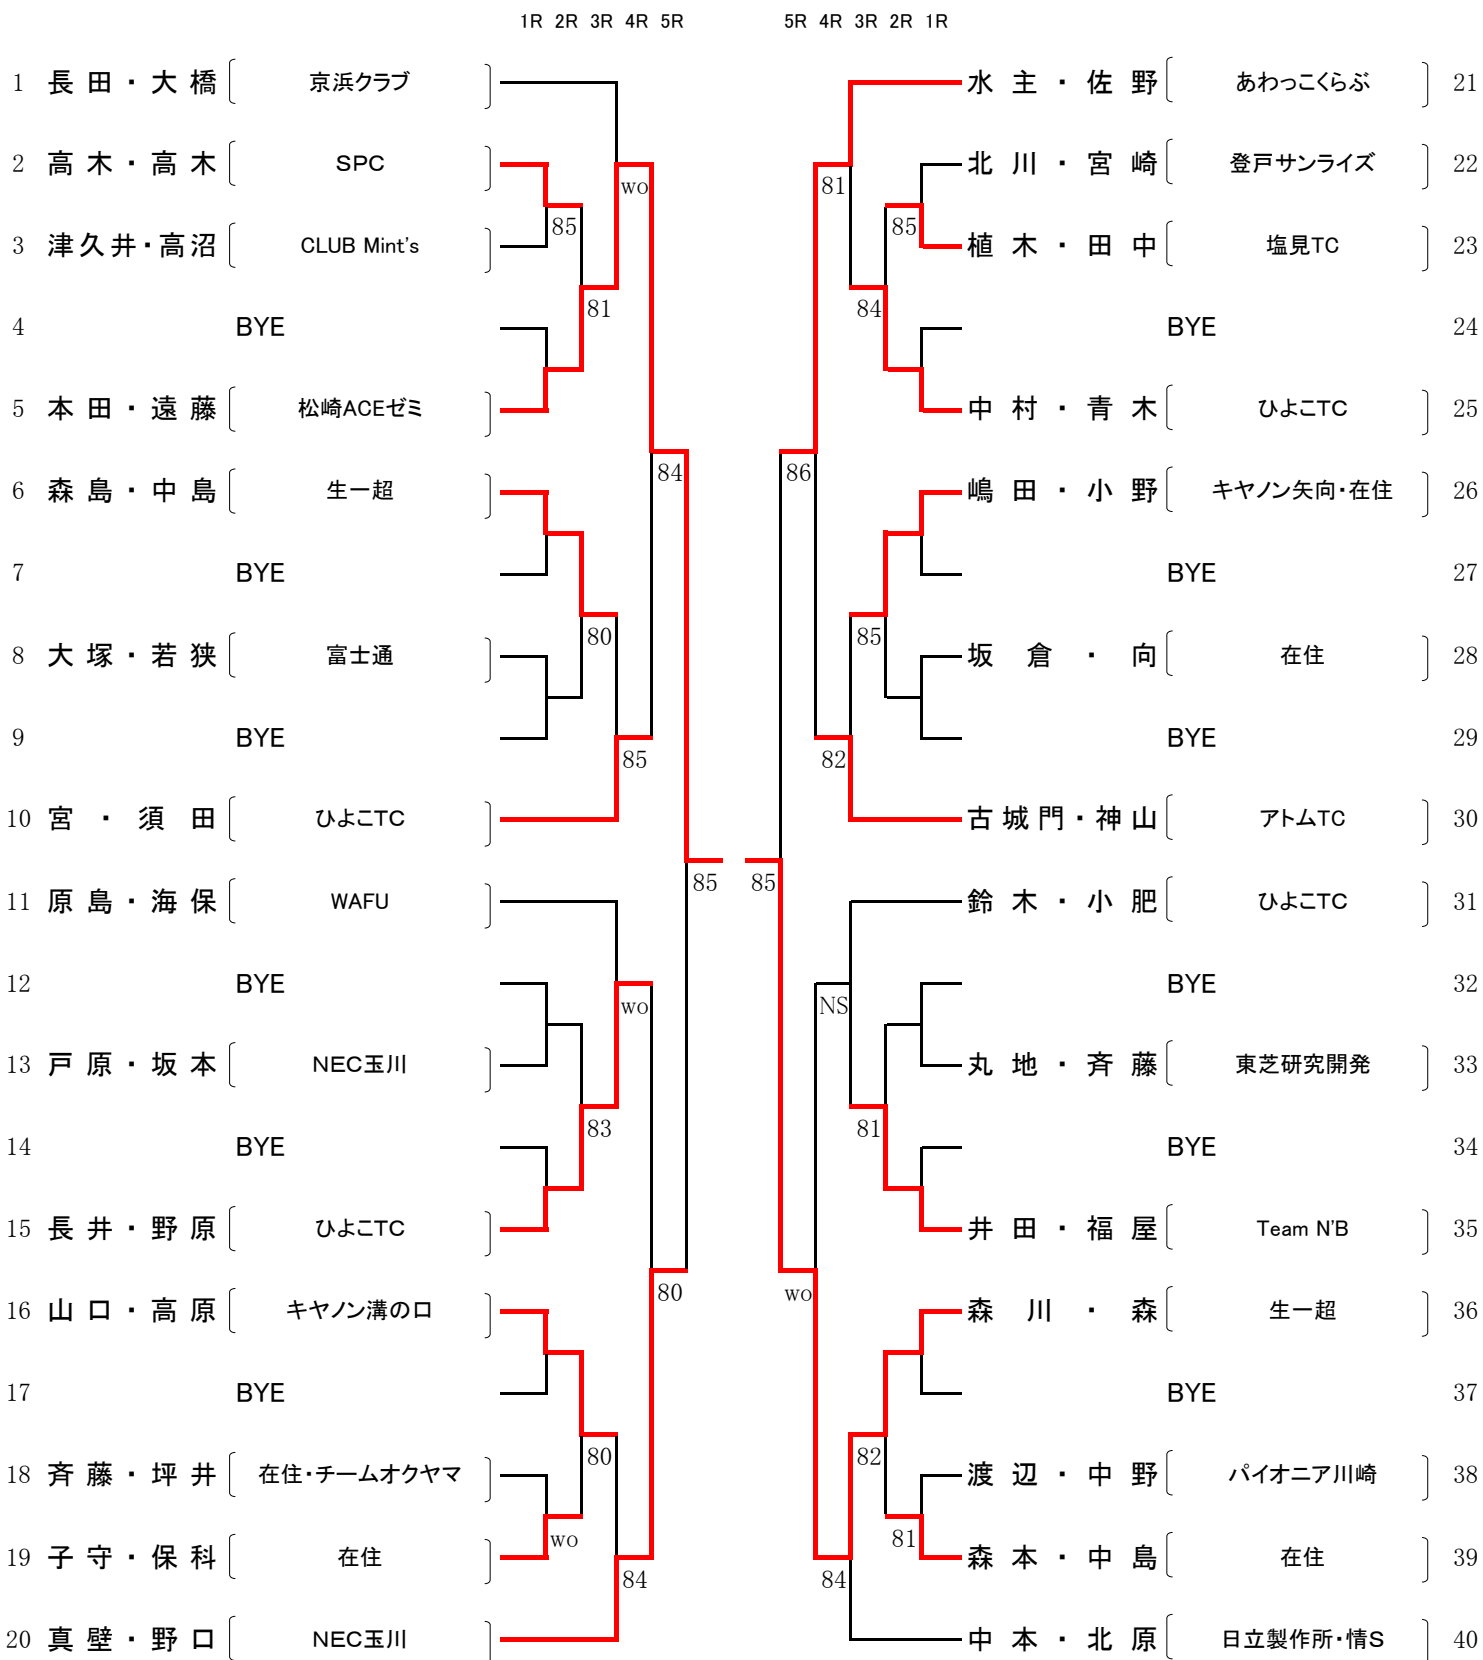 1R 2R 3R 4R 5R 5R 4R 3R 2R 1R
1 長田・大橋 京浜クラブ 水主・佐野 あわっこくらぶ 21
2 高木・高木 SPC wo 81 北川・宮崎 登戸サンライズ 22
85 85
3 津久井・高沼 CLUB Mint's 植木・田中 塩見TC 23
81 84
4 BYE BYE 24
5 本田・遠藤 松崎ACEゼミ 中村・青木 ひよこTC 25
84 86
6 森島・中島 生一超 嶋田・小野 キヤノン矢向・在住 26
7 BYE BYE 27
80 85
8 大塚・若狭 富士通 坂倉・向 在住 28
9 BYE BYE 29
85 82
10 宮・須田 ひよこTC 古城門・神山 アトムTC 30
85 85
11 原島・海保 WAFU 鈴木・小肥 ひよこTC 31
12 BYE BYE 32
wo NS
13 戸原・坂本 NEC玉川 丸地・斉藤 東芝研究開発 33
83 81
14 BYE BYE 34
15 長井・野原 ひよこTC 井田・福屋 Team N'B 35
80 wo
16 山口・高原 キヤノン溝の口 森川・森 生一超 36
17 BYE BYE 37
80 82
18 斉藤・坪井 在住・チームオクヤマ 渡辺・中野 パイオニア川崎 38
wo 81
19 子守・保科 在住 森本・中島 在住 39
84 84
20 真壁・野口 NEC玉川 中本・北原 日立製作所・情S 40